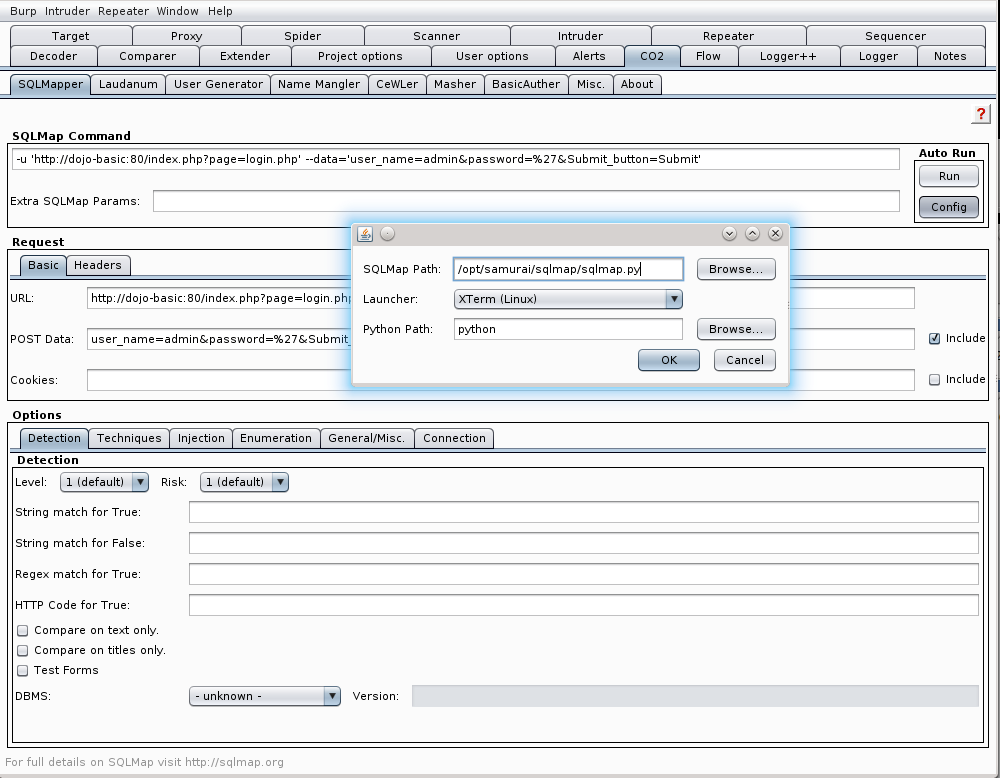 Burp Intruder Repeater Window Help
Target Proxy Spider Scanner Intruder Repeater Sequencer
Decoder Comparer Extender Project options User options Alerts CO2 Flow Logger++ Logger Notes
SQLMapper Laudanum User Generator Name Mangler CeWLer Masher BasicAuther Misc. About
?
SQLMap Command
-u 'http://dojo-basic:80/index.php?page=login.php' --data='user_name=admin&password=%27&Submit_button=Submit'
Auto Run
Run
Extra SQLMap Params:
Config
Request
Basic Headers
SQLMap Path: /opt/samurai/sqlmap/sqlmap.py Browse...
URL: http://dojo-basic:80/index.php?page=login.php
Launcher: XTerm (Linux)
Python Path: python Browse...
POST Data: user_name=admin&password=%27&Submit_ Include
OK Cancel
Cookies: Include
Options
Detection Techniques Injection Enumeration General/Misc. Connection
Detection
Level: 1 (default) Risk: 1 (default)
String match for True:
String match for False:
Regex match for True:
HTTP Code for True:
Compare on text only.
Compare on titles only.
Test Forms
DBMS: - unknown - Version:
For full details on SQLMap visit http://sqlmap.org